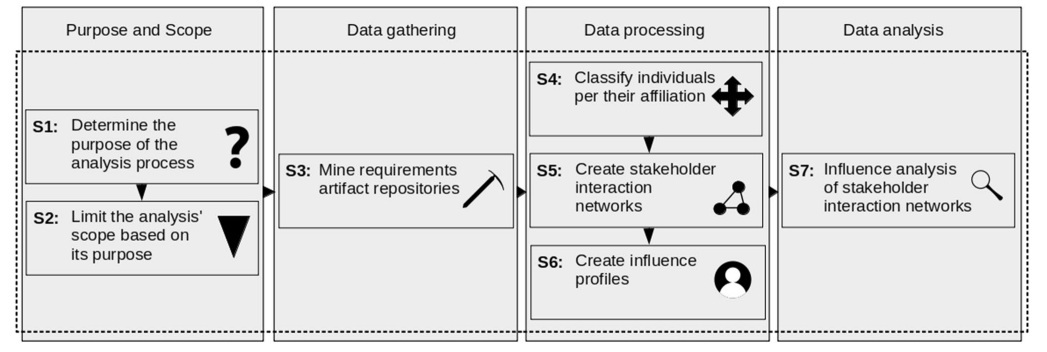 Purpose and Scope
S1: Determine the
purpose of the
analysis process
S2: Limit the analysis'
scope based on
its purpose
Data gathering
S3: Mine requirements
artifact repositories
Data processing
S4: Classify individuals
per their affiliation
S5: Create stakeholder
interaction
networks
S6: Create influence
profiles
Data analysis
S7: Influence analysis
of stakeholder
interaction networks